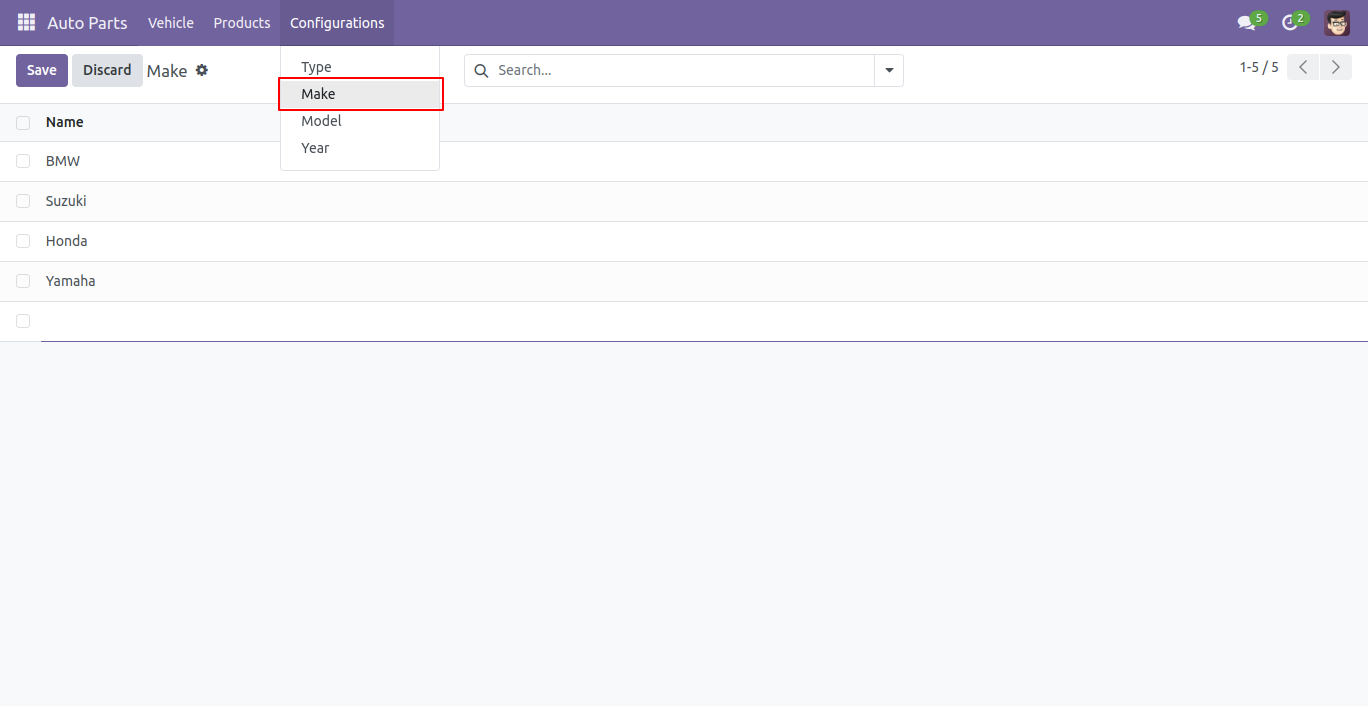 Auto Parts Vehicle Products Configurations 5 2
Save Discard Make Search... 1-5 / 5
Type
Make
Model
Year
Name
BMW
Suzuki
Honda
Yamaha